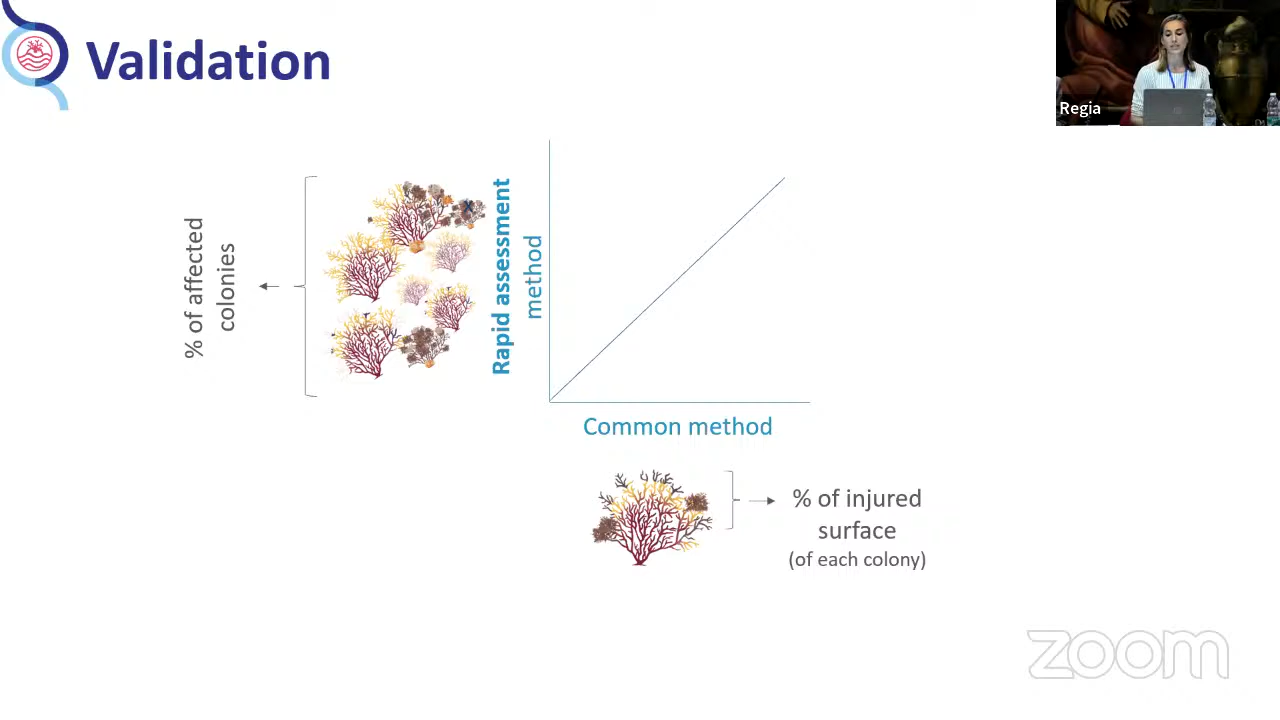 Validation
Regia
% of affected
colonies
Rapid assessment
method
Common method
% of injured
surface
(of each colony)
zoom